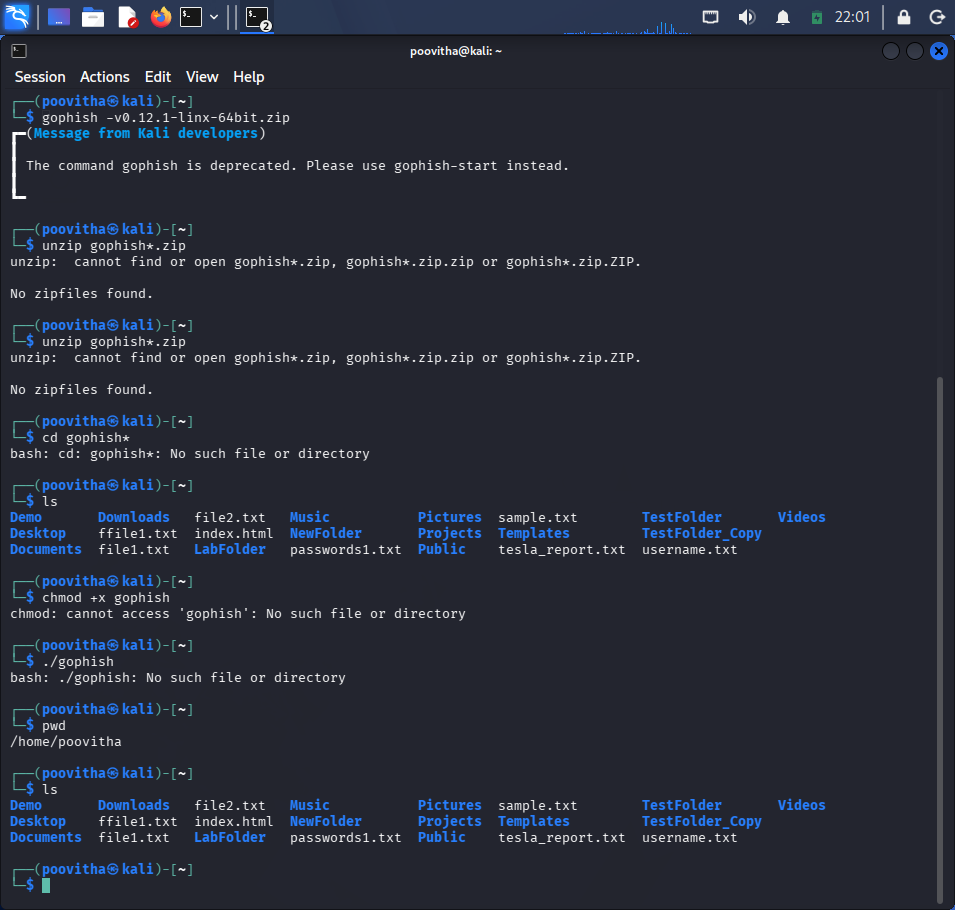 22:01
2
poovitha@kali: ~
Session Actions Edit View Help
┌──(poovitha㉿kali)-[~]
└─$ gophish -v0.12.1-linx-64bit.zip
┏━(Message from Kali developers)
┃
┃ The command gophish is deprecated. Please use gophish-start instead.
┃
┗━
┌──(poovitha㉿kali)-[~]
└─$ unzip gophish*.zip
unzip:  cannot find or open gophish*.zip, gophish*.zip.zip or gophish*.zip.ZIP.
No zipfiles found.
┌──(poovitha㉿kali)-[~]
└─$ unzip gophish*.zip
unzip:  cannot find or open gophish*.zip, gophish*.zip.zip or gophish*.zip.ZIP.
No zipfiles found.
┌──(poovitha㉿kali)-[~]
└─$ cd gophish*
bash: cd: gophish*: No such file or directory
┌──(poovitha㉿kali)-[~]
└─$ ls
Demo       Downloads   file2.txt   Music           Pictures  sample.txt        TestFolder       Videos
Desktop    ffile1.txt  index.html  NewFolder       Projects  Templates         TestFolder_Copy
Documents  file1.txt   LabFolder   passwords1.txt  Public    tesla_report.txt  username.txt
┌──(poovitha㉿kali)-[~]
└─$ chmod +x gophish
chmod: cannot access 'gophish': No such file or directory
┌──(poovitha㉿kali)-[~]
└─$ ./gophish
bash: ./gophish: No such file or directory
┌──(poovitha㉿kali)-[~]
└─$ pwd
/home/poovitha
┌──(poovitha㉿kali)-[~]
└─$ ls
Demo       Downloads   file2.txt   Music           Pictures  sample.txt        TestFolder       Videos
Desktop    ffile1.txt  index.html  NewFolder       Projects  Templates         TestFolder_Copy
Documents  file1.txt   LabFolder   passwords1.txt  Public    tesla_report.txt  username.txt
┌──(poovitha㉿kali)-[~]
└─$